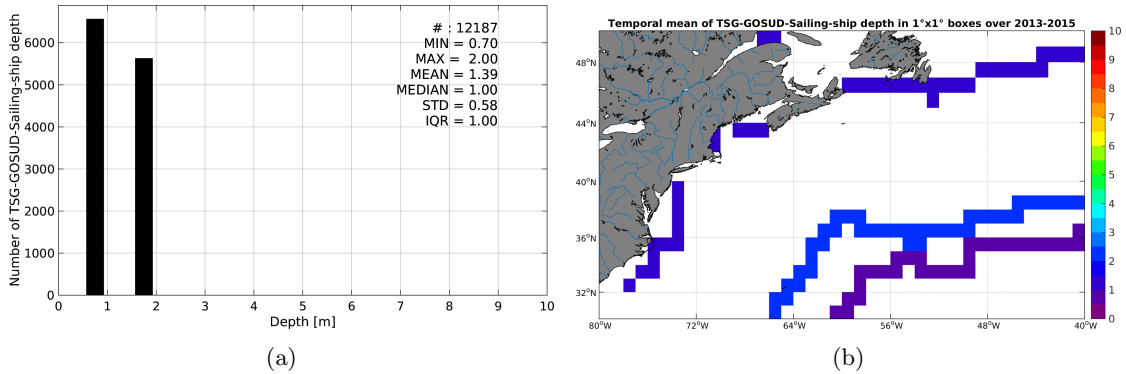 Number of TSG-GOSUD-Sailing-ship depth
6000
5000
4000
3000
2000
1000
0
# : 12187
MIN = 0.70
MAX = 2.00
MEAN = 1.39
MEDIAN = 1.00
STD = 0.58
IQR = 1.00
0 1 2 3 4 5 6 7 8 9 10
Depth [m]
(a)
Temporal mean of TSG-GOSUD-Sailing-ship depth in 1°x1° boxes over 2013-2015
48°N
44°N
40°N
36°N
32°N
80°W 72°W 64°W 56°W 48°W 40°W
10
9
8
7
6
5
4
3
2
1
0
(b)